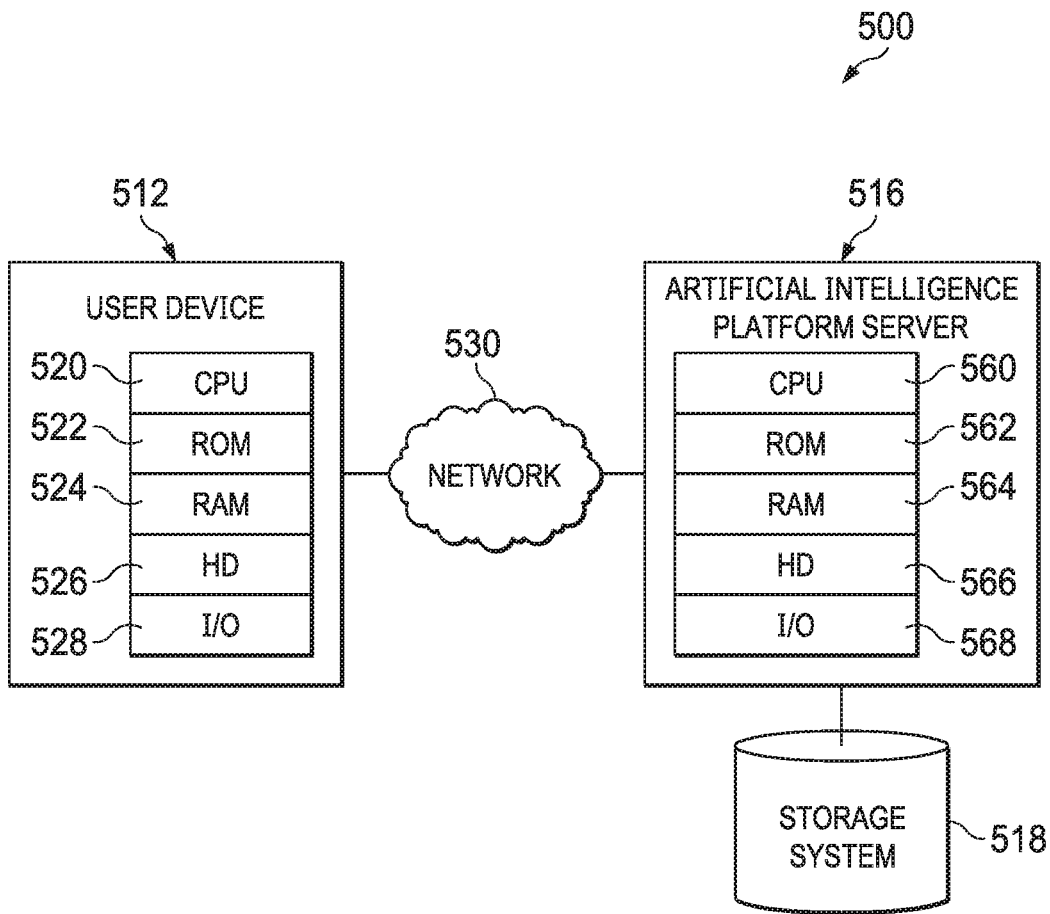 500
512
USER DEVICE
520
CPU
522
ROM
524
RAM
526
HD
528
I/O
530
NETWORK
516
ARTIFICIAL INTELLIGENCE
PLATFORM SERVER
CPU
560
ROM
562
RAM
564
HD
566
I/O
568
STORAGE
SYSTEM
518